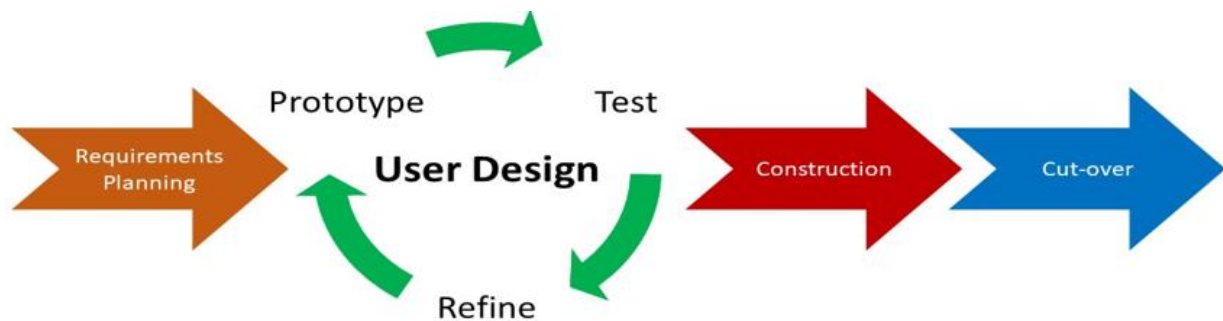 Prototype
Test
Requirements
Planning
User Design
Construction
Cut-over
Refine